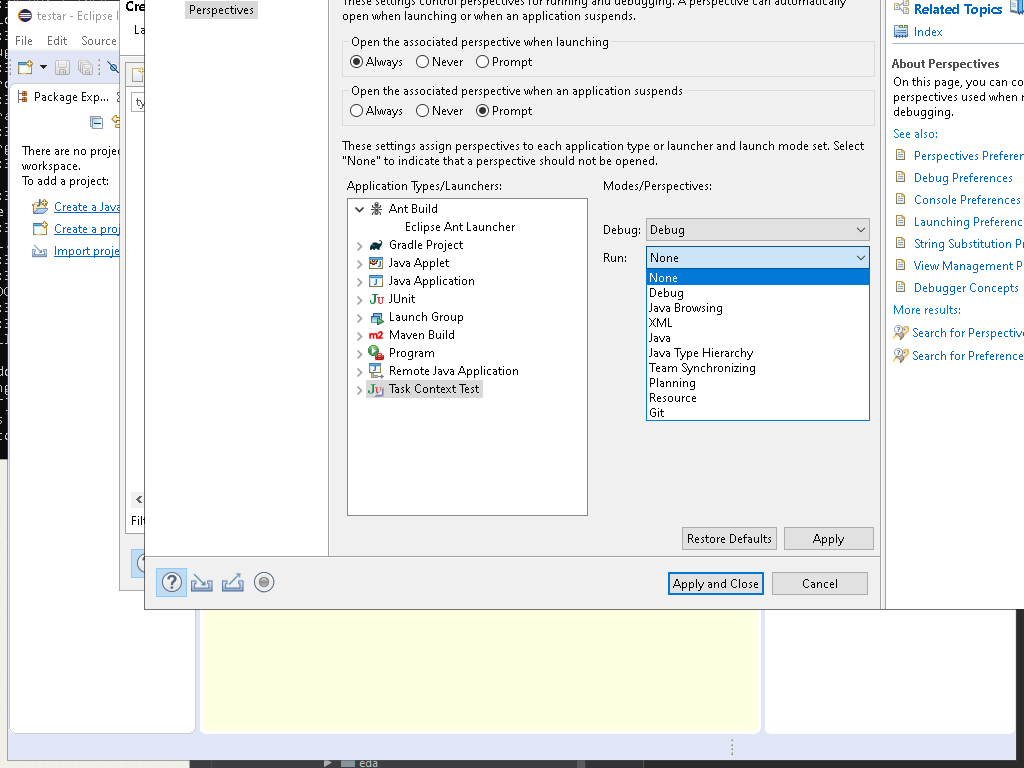 testar - Eclipse I
File Edit Source
Package Exp...
There are no proje
workspace.
To add a project:
Create a Java
Create a proj
Import proje
Cre
La
ty
Filt
Perspectives
These settings control perspectives for running and debugging. A perspective can automatically
open when launching or when an application suspends.
Open the associated perspective when launching
Always Never Prompt
Open the associated perspective when an application suspends
Always Never Prompt
These settings assign perspectives to each application type or launcher and launch mode set. Select
"None" to indicate that a perspective should not be opened.
Application Types/Launchers:
Ant Build
Eclipse Ant Launcher
Gradle Project
Java Applet
Java Application
JUnit
Launch Group
Maven Build
Program
Remote Java Application
Task Context Test
Modes/Perspectives:
Debug: Debug
Run: None
None
Debug
Java Browsing
XML
Java
Java Type Hierarchy
Team Synchronizing
Planning
Resource
Git
Restore Defaults Apply
Apply and Close Cancel
Related Topics
Index
About Perspectives
On this page, you can co
perspectives used when r
debugging.
See also:
Perspectives Preferen
Debug Preferences
Console Preferences
Launching Preferenc
String Substitution Pr
View Management P
Debugger Concepts
More results:
Search for Perspective
Search for Preference
eda